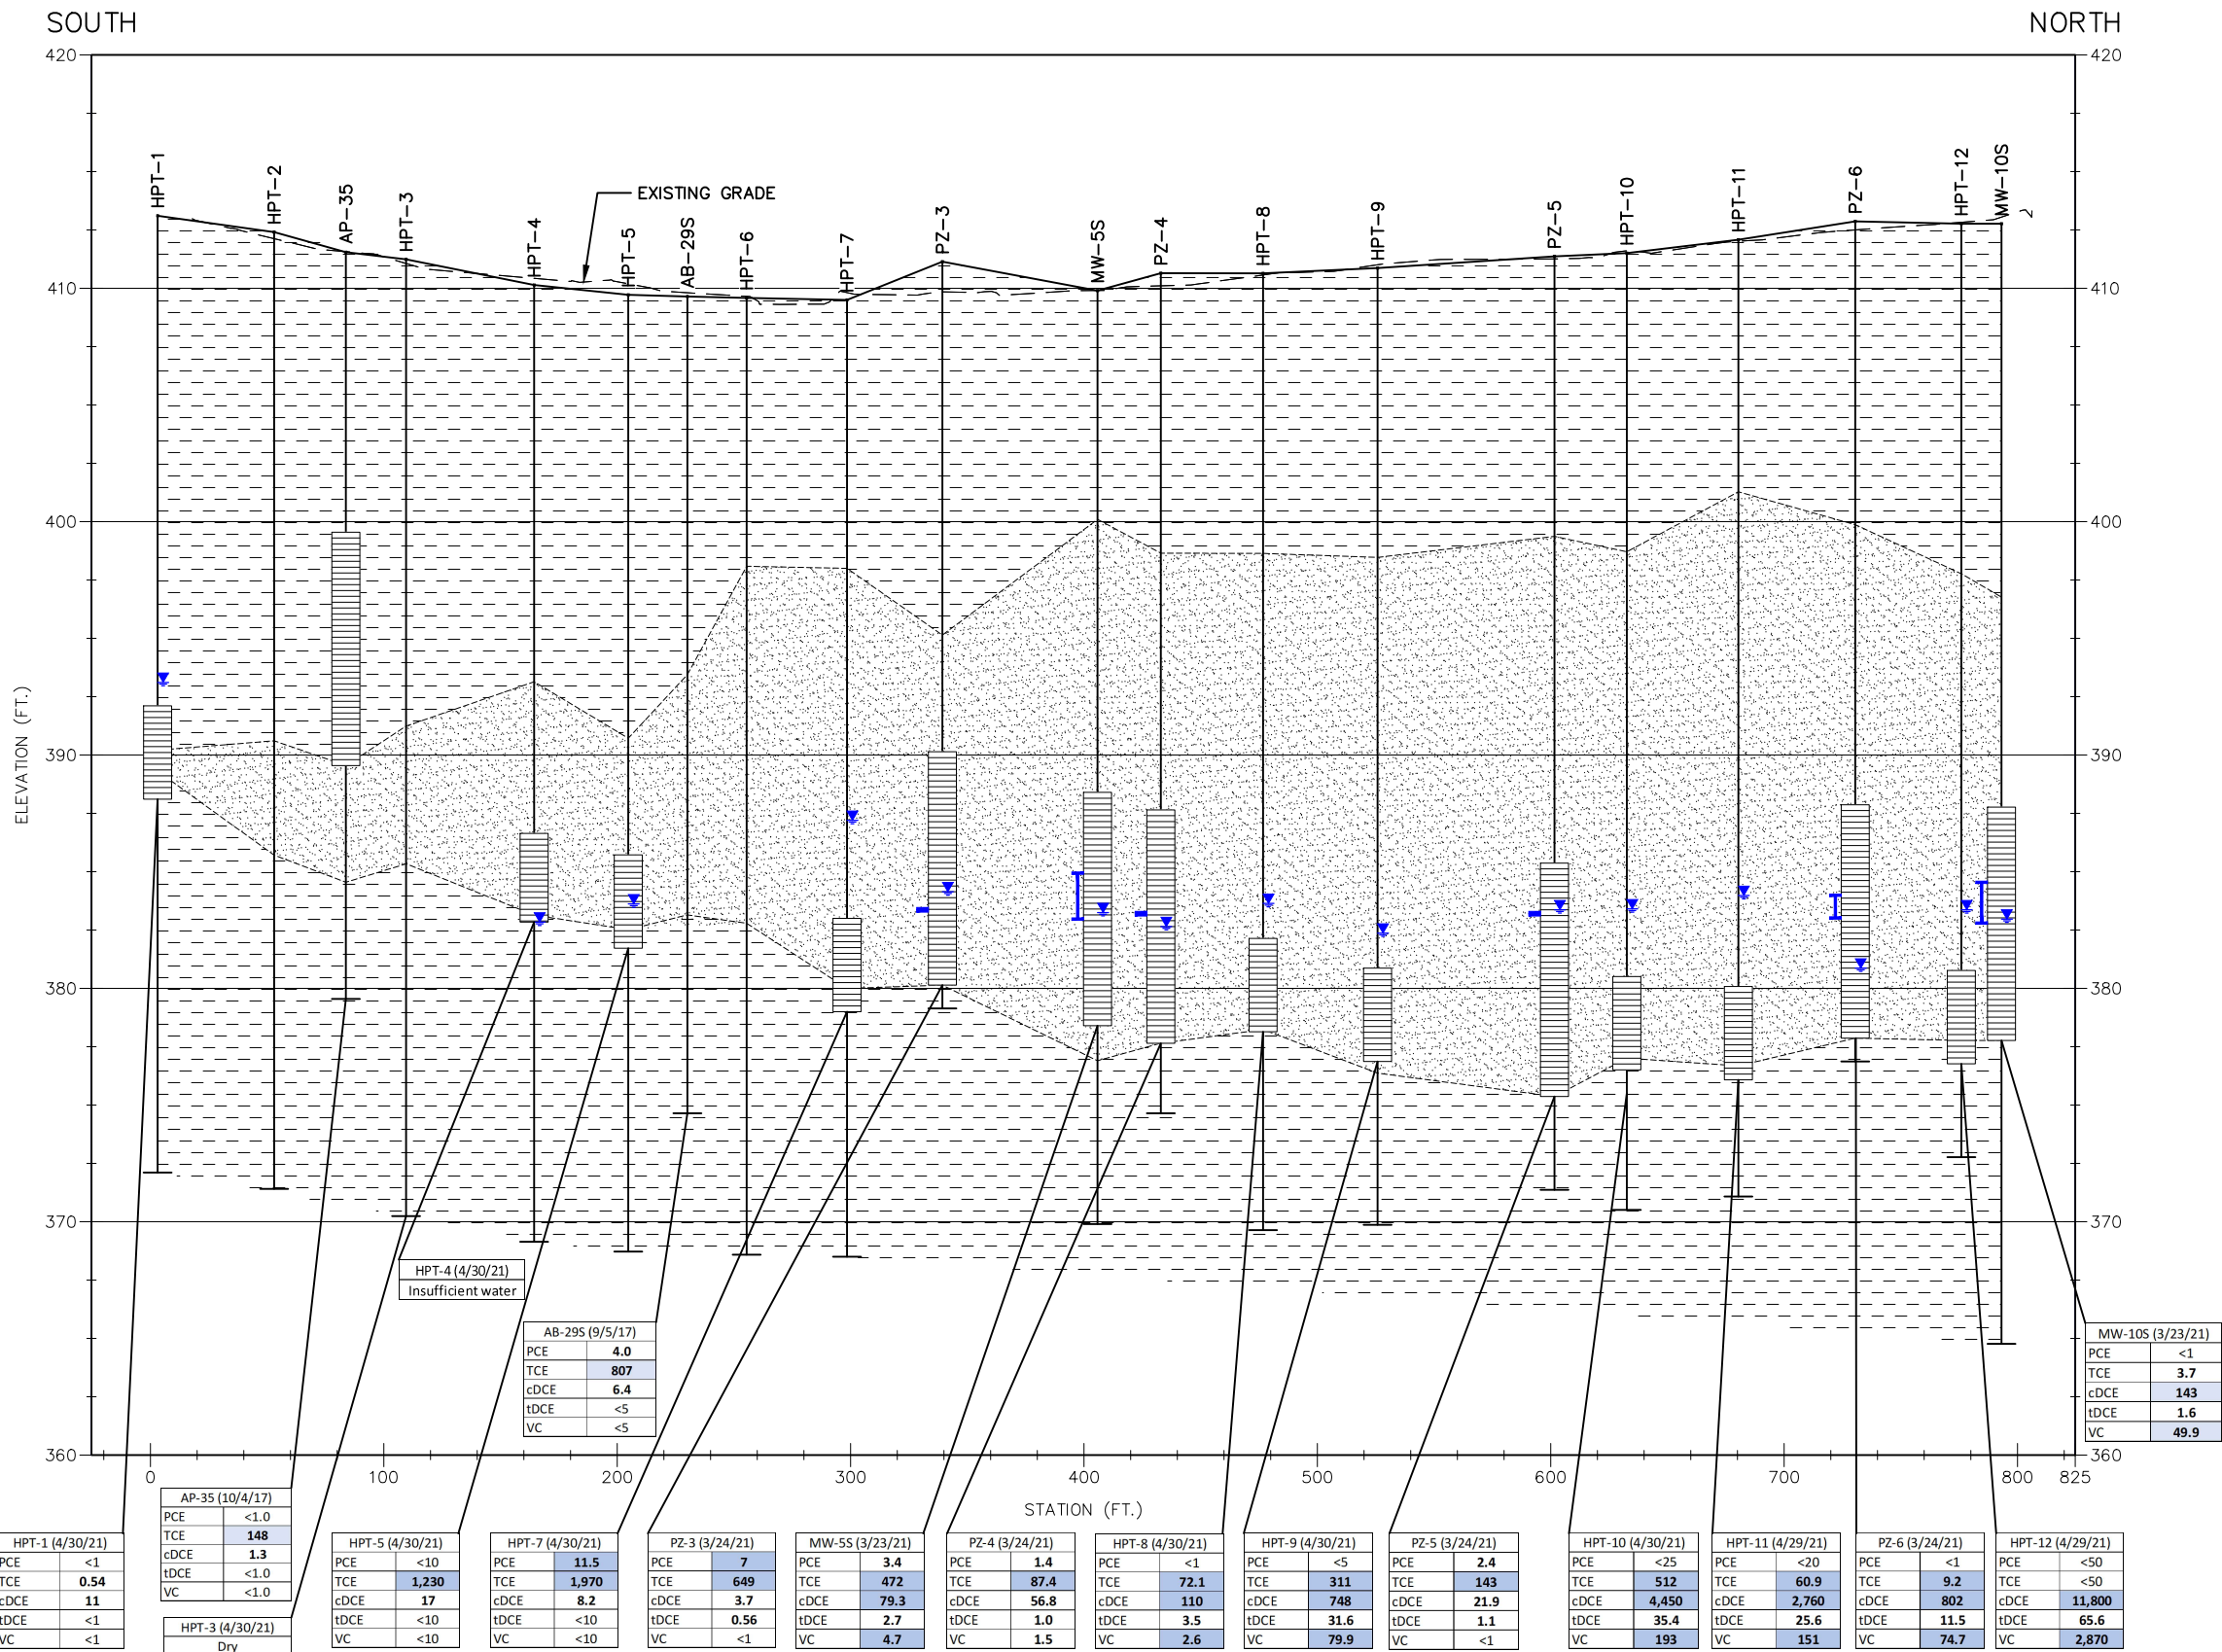 SOUTH
NORTH
420
420
HPT-1
HPT-2
AP-35
HPT-3
HPT-4
HPT-5
AB-29S
HPT-6
HPT-7
PZ-3
MW-5S
PZ-4
HPT-8
HPT-9
PZ-5
HPT-10
HPT-11
PZ-6
HPT-12
MW-10S
EXISTING GRADE
410
410
400
400
390
390
380
380
370
370
360
360
ELEVATION (FT.)
0
100
200
300
400
500
600
700
800
825
STATION (FT.)
HPT-4 (4/30/21)
Insufficient water
AB-29S (9/5/17)
PCE 4.0
TCE 807
cDCE 6.4
tDCE <5
VC <5
MW-10S (3/23/21)
PCE <1
TCE 3.7
cDCE 143
tDCE 1.6
VC 49.9
AP-35 (10/4/17)
PCE <1.0
TCE 148
cDCE 1.3
tDCE <1.0
VC <1.0
HPT-3 (4/30/21)
Dry
HPT-1 (4/30/21)
PCE <1
TCE 0.54
cDCE 11
tDCE <1
VC <1
HPT-5 (4/30/21)
PCE <10
TCE 1,230
cDCE 17
tDCE <10
VC <10
HPT-7 (4/30/21)
PCE 11.5
TCE 1,970
cDCE 8.2
tDCE <10
VC <10
PZ-3 (3/24/21)
PCE 7
TCE 649
cDCE 3.7
tDCE 0.56
VC <1
MW-5S (3/23/21)
PCE 3.4
TCE 472
cDCE 79.3
tDCE 2.7
VC 4.7
PZ-4 (3/24/21)
PCE 1.4
TCE 87.4
cDCE 56.8
tDCE 1.0
VC 1.5
HPT-8 (4/30/21)
PCE <1
TCE 72.1
cDCE 110
tDCE 3.5
VC 2.6
HPT-9 (4/30/21)
PCE <5
TCE 311
cDCE 748
tDCE 31.6
VC 79.9
PZ-5 (3/24/21)
PCE 2.4
TCE 143
cDCE 21.9
tDCE 1.1
VC <1
HPT-10 (4/30/21)
PCE <25
TCE 512
cDCE 4,450
tDCE 35.4
VC 193
HPT-11 (4/29/21)
PCE <20
TCE 60.9
cDCE 2,760
tDCE 25.6
VC 151
PZ-6 (3/24/21)
PCE <1
TCE 9.2
cDCE 802
tDCE 11.5
VC 74.7
HPT-12 (4/29/21)
PCE <50
TCE <50
cDCE 11,800
tDCE 65.6
VC 2,870